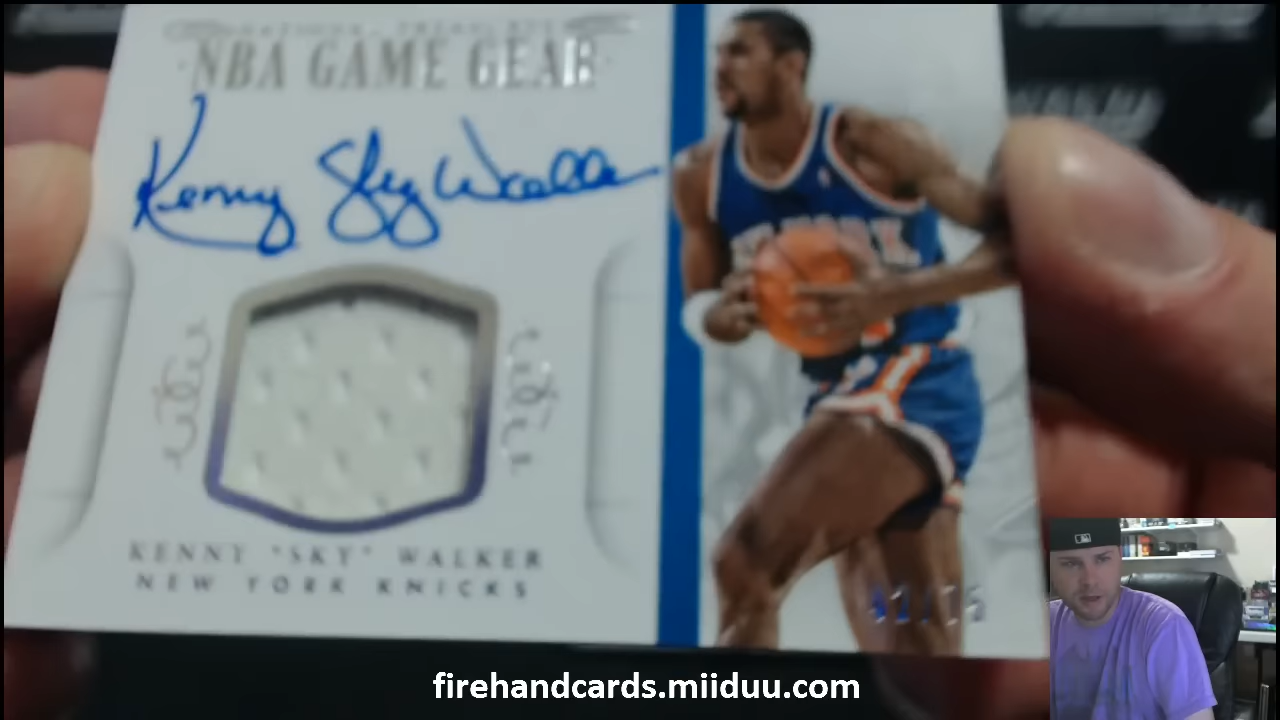 NBA GAME GEAR
Kenny Sky Walker
KENNY "SKY" WALKER
NEW YORK KNICKS
firehandcards.miiduu.com